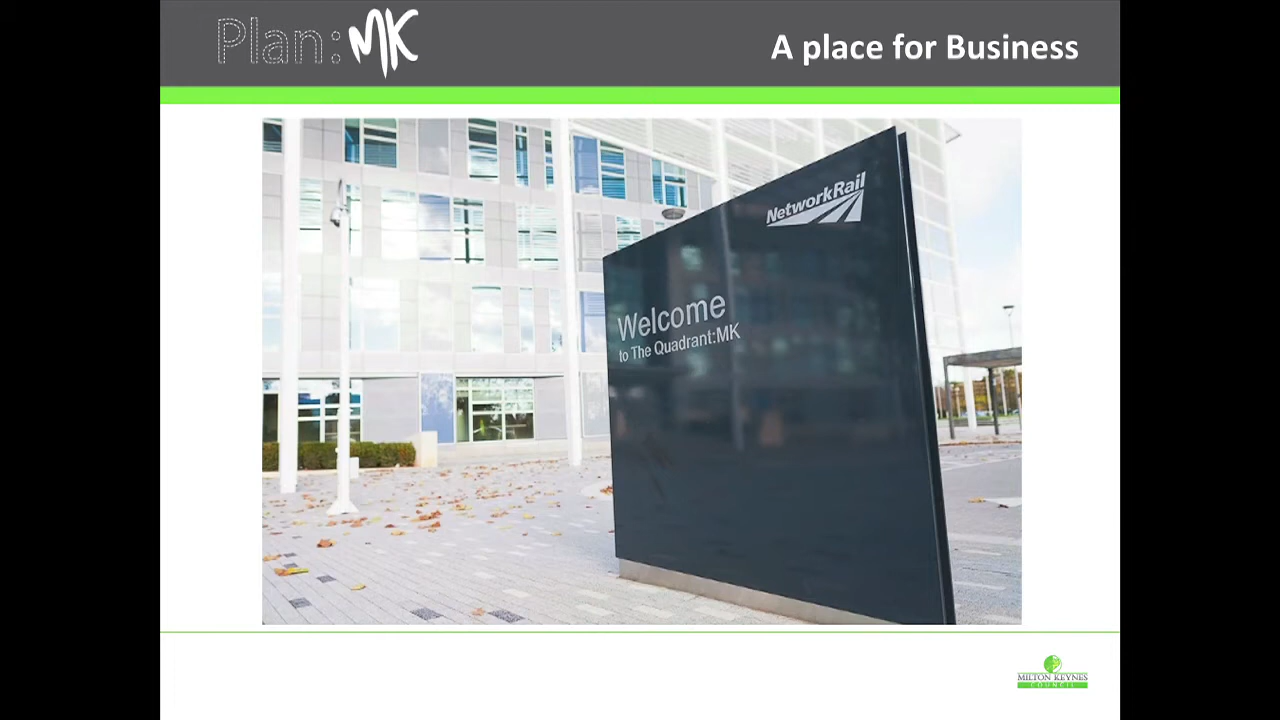 Plan:MK
A place for Business
NetworkRail
Welcome
to The Quadrant:MK
MILTON KEYNES
COUNCIL